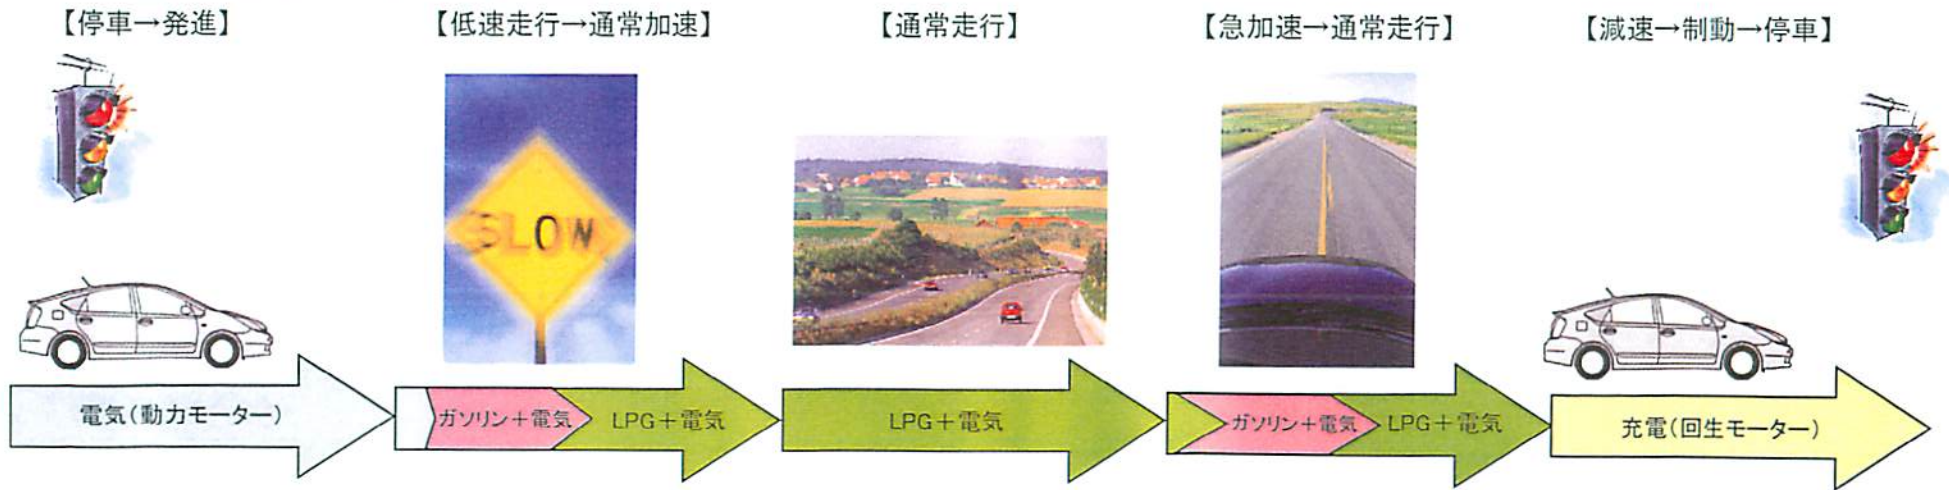 【停車→発進】
【低速走行→通常加速】
【通常走行】
【急加速→通常走行】
【減速→制動→停車】
SLOW
電気(動力モーター)
ガソリン+電気
LPG+電気
LPG+電気
ガソリン+電気
LPG+電気
充電(回生モーター)